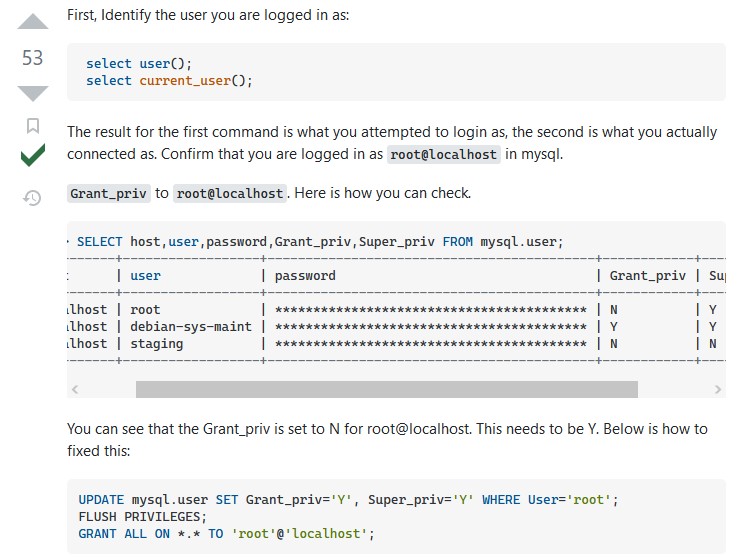 First, Identify the user you are logged in as:
53
select user();
select current_user();
The result for the first command is what you attempted to login as, the second is what you actually
connected as. Confirm that you are logged in as root@localhost in mysql.
Grant_priv to root@localhost. Here is how you can check.
SELECT host,user,password,Grant_priv,Super_priv FROM mysql.user;
| user | password | Grant_priv | Su
lhost | root | ***************************************** | N | Y
lhost | debian-sys-maint | ***************************************** | Y | Y
lhost | staging | ***************************************** | N | N
You can see that the Grant_priv is set to N for root@localhost. This needs to be Y. Below is how to
fixed this:
UPDATE mysql.user SET Grant_priv='Y', Super_priv='Y' WHERE User='root';
FLUSH PRIVILEGES;
GRANT ALL ON *.* TO 'root'@'localhost';